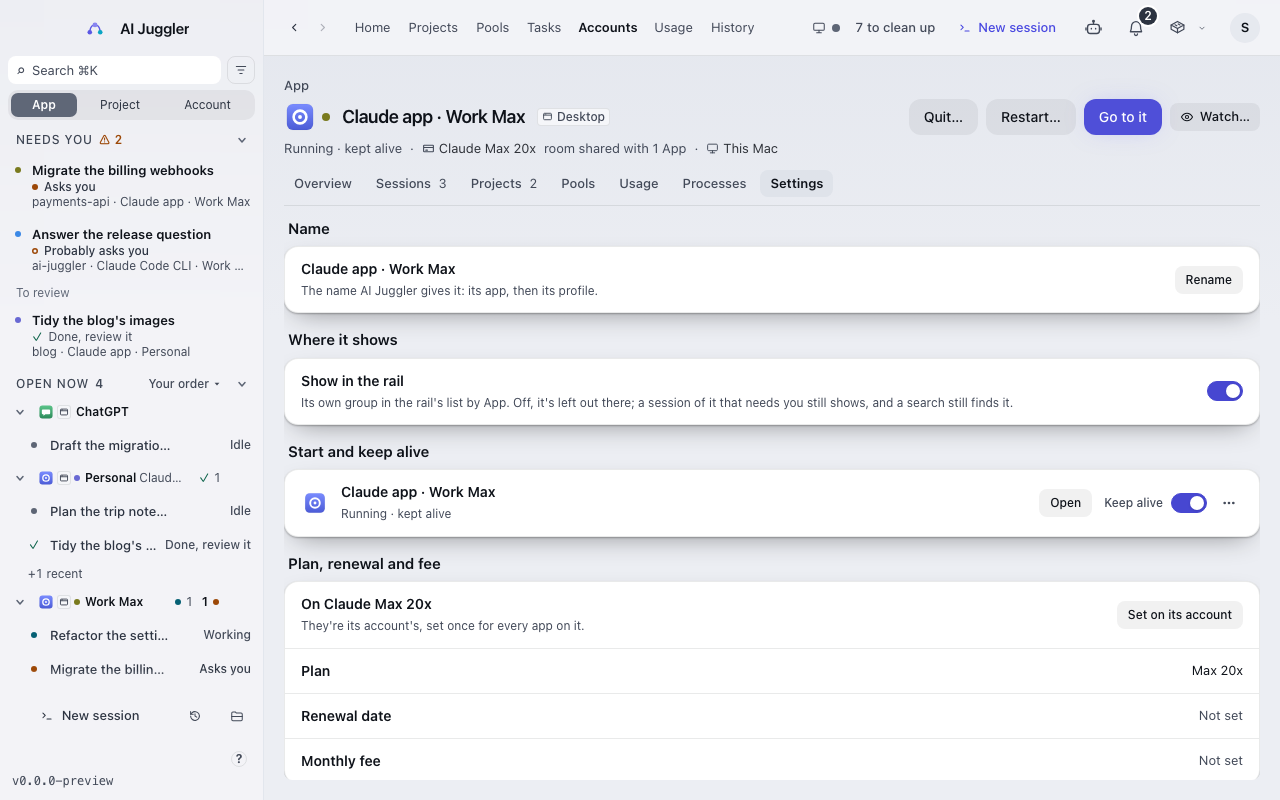 AI Juggler
Search ⌘K
App Project Account
NEEDS YOU 2
Migrate the billing webhooks
Asks you
payments-api · Claude app · Work Max
Answer the release question
Probably asks you
ai-juggler · Claude Code CLI · Work ...
To review
Tidy the blog's images
Done, review it
blog · Claude app · Personal
OPEN NOW 4 Your order
ChatGPT
Draft the migratio... Idle
Personal Claud... 1
Plan the trip note... Idle
Tidy the blog's ... Done, review it
+1 recent
Work Max 1 1
Refactor the setti... Working
Migrate the billin... Asks you
New session
?
v0.0.0-preview
Home Projects Pools Tasks Accounts Usage History 7 to clean up New session 2 S
App
Claude app · Work Max Desktop Quit... Restart... Go to it Watch...
Running · kept alive · Claude Max 20x room shared with 1 App · This Mac
Overview Sessions 3 Projects 2 Pools Usage Processes Settings
Name
Claude app · Work Max
The name AI Juggler gives it: its app, then its profile.
Rename
Where it shows
Show in the rail
Its own group in the rail's list by App. Off, it's left out there; a session of it that needs you still shows, and a search still finds it.
Start and keep alive
Claude app · Work Max
Running · kept alive
Open Keep alive
Plan, renewal and fee
On Claude Max 20x
They're its account's, set once for every app on it.
Set on its account
Plan Max 20x
Renewal date Not set
Monthly fee Not set